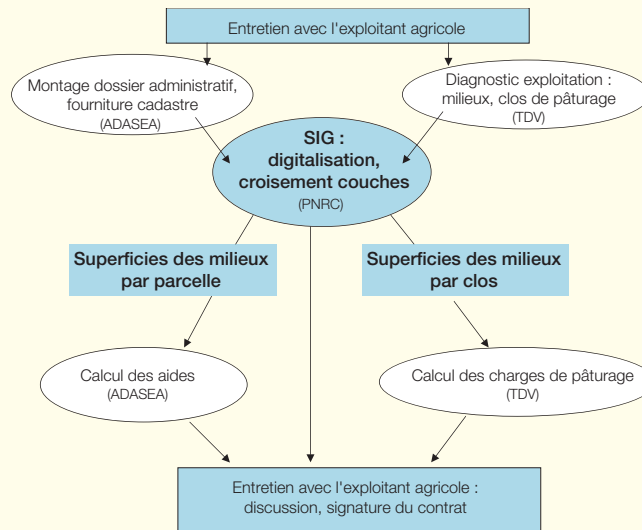 Entretien avec l'exploitant agricole
Montage dossier administratif,
fourniture cadastre
(ADASEA)
Diagnostic exploitation :
milieux, clos de pâturage
(TDV)
SIG :
digitalisation,
croisement couches
(PNRC)
Superficies des milieux
par parcelle
Superficies des milieux
par clos
Calcul des aides
(ADASEA)
Calcul des charges de pâturage
(TDV)
Entretien avec l'exploitant agricole :
discussion, signature du contrat